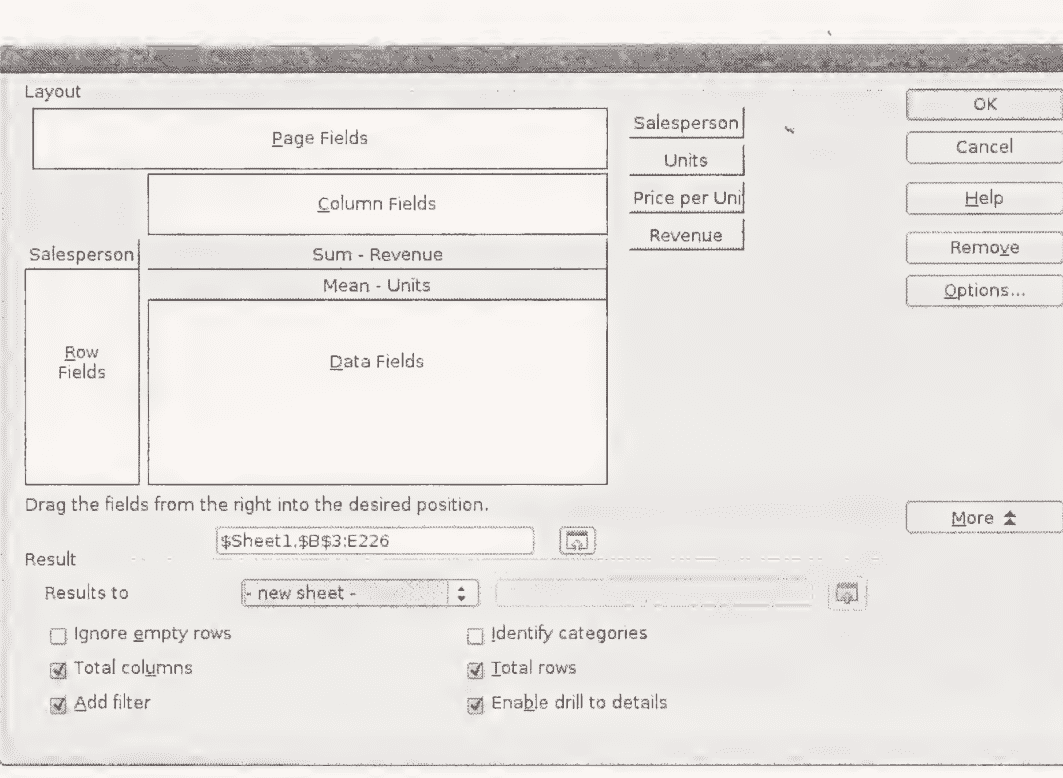 Layout
Page Fields
Column Fields
Salesperson
Sum - Revenue
Mean - Units
Row
Fields
Data Fields
Salesperson
Units
Price per Uni
Revenue
OK
Cancel
Help
Remove
Options...
More
Drag the fields from the right into the desired position.
$Sheet1.$B$3:E226
Result
Results to
- new sheet -
Ignore empty rows
Identify categories
Total columns
Total rows
Add filter
Enable drill to details